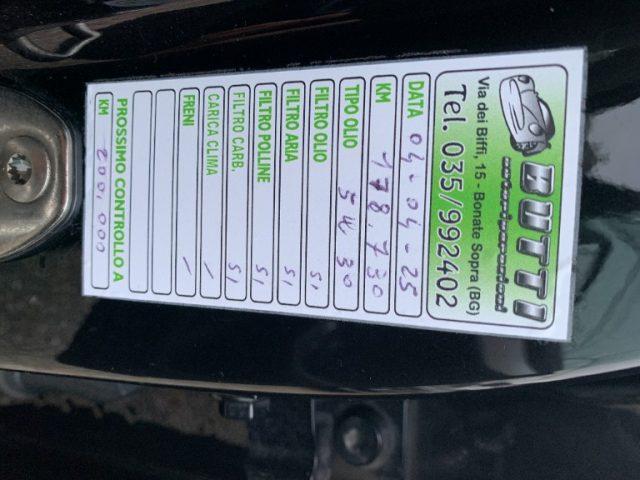 BUTTI
autoriparazioni
Via dei Biffi, 15 - Bonate Sopra (BG)
Tel. 035/992402
DATA 04-04-25
KM 178,730
TIPO OLIO 5W30
FILTRO OLIO SI
FILTRO ARIA SI
FILTRO POLLINE SI
FILTRO CARB. SI
CARICA CLIMA /
FRENI /
PROSSIMO CONTROLLO A
KM 200,000